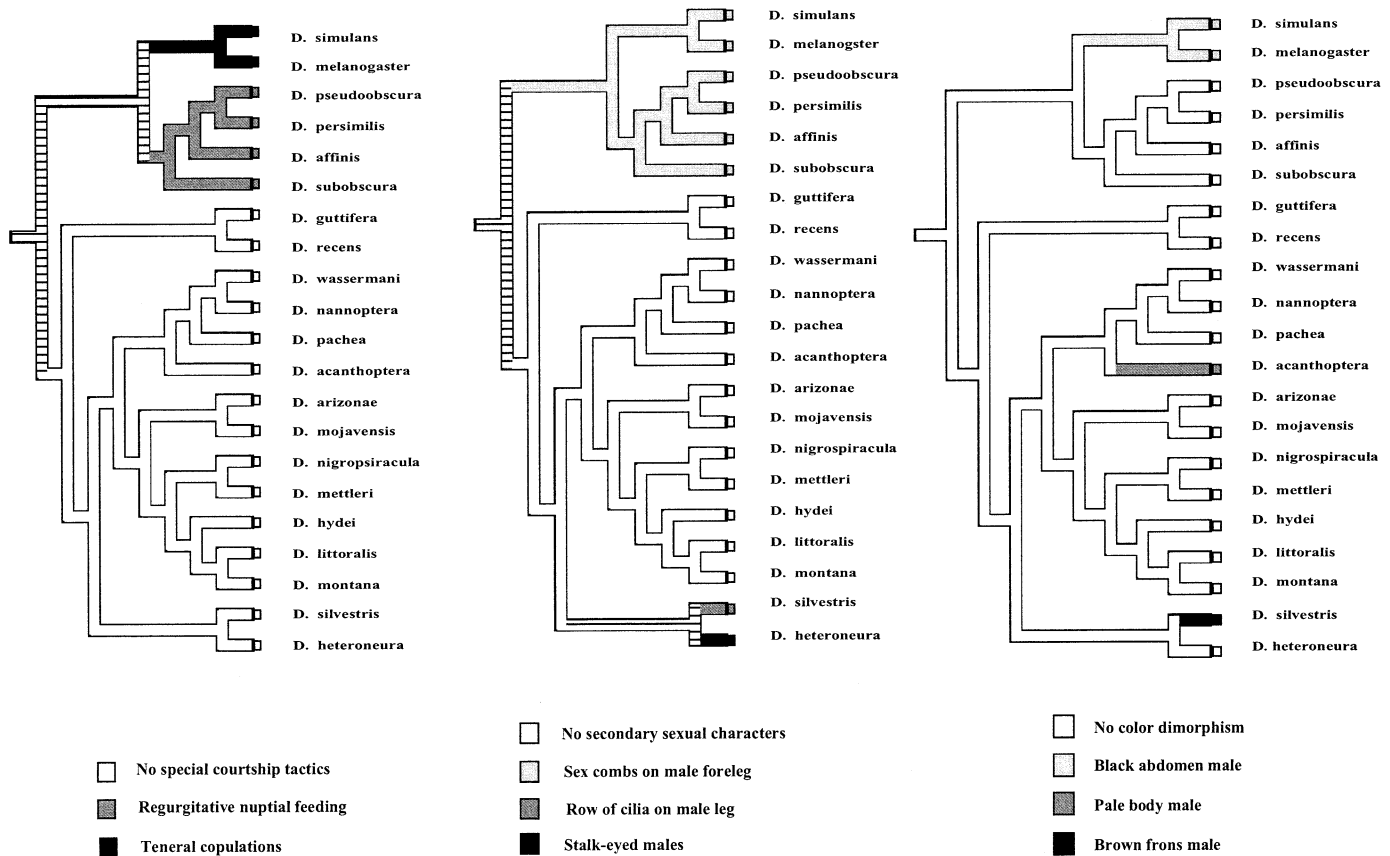 D. simulans
D. melanogaster
D. pseudoobscura
D. persimilis
D. affinis
D. subobscura
D. guttifera
D. recens
D. wassermani
D. nannoptera
D. pachea
D. acanthoptera
D. arizonae
D. mojavensis
D. nigropsiracula
D. mettleri
D. hydei
D. littoralis
D. montana
D. silvestris
D. heteroneura
No special courtship tactics
Regurgitative nuptial feeding
Teneral copulations
D. simulans
D. melanogster
D. pseudoobscura
D. persimilis
D. affinis
D. subobscura
D. guttifera
D. recens
D. wassermani
D. nannoptera
D. pachea
D. acanthoptera
D. arizonae
D. mojavensis
D. nigrospiracula
D. mettleri
D. hydei
D. littoralis
D. montana
D. silvestris
D. heteroneura
No secondary sexual characters
Sex combs on male foreleg
Row of cilia on male leg
Stalk-eyed males
D. simulans
D. melanogaster
D. pseudoobscura
D. persimilis
D. affinis
D. subobscura
D. guttifera
D. recens
D. wassermani
D. nannoptera
D. pachea
D. acanthoptera
D. arizonae
D. mojavensis
D. nigrospiracula
D. mettleri
D. hydei
D. littoralis
D. montana
D. silvestris
D. heteroneura
No color dimorphism
Black abdomen male
Pale body male
Brown frons male